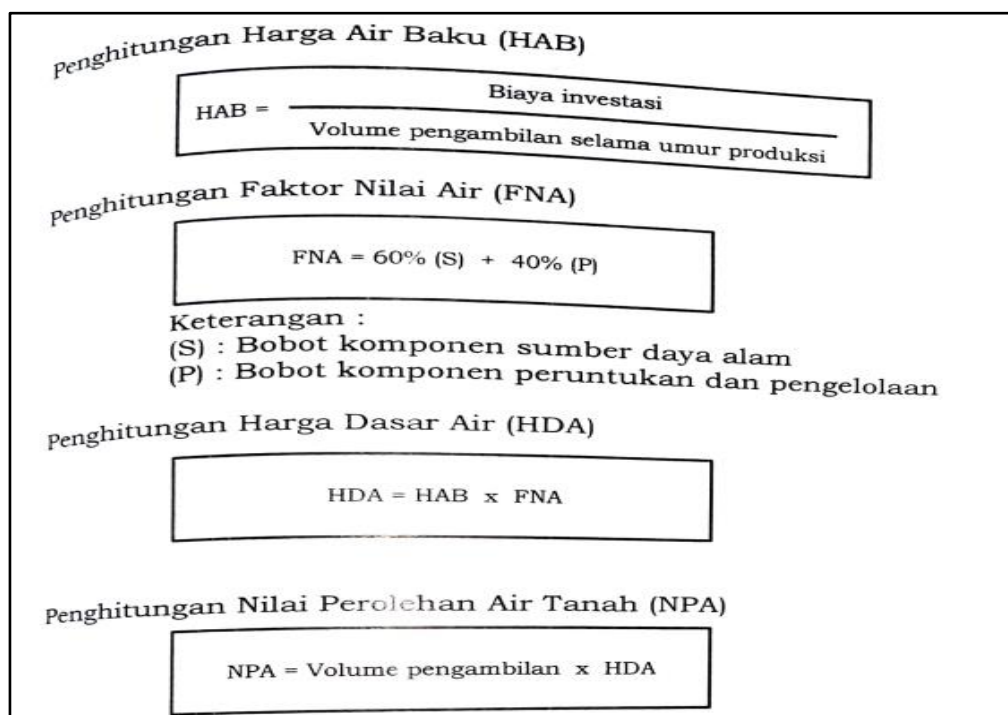 Penghitungan Harga Air Baku (HAB)
HAB = Biaya investasi
Volume pengambilan selama umur produksi
Penghitungan Faktor Nilai Air (FNA)
FNA = 60% (S) + 40% (P)
Keterangan :
(S) : Bobot komponen sumber daya alam
(P) : Bobot komponen peruntukan dan pengelolaan
Penghitungan Harga Dasar Air (HDA)
HDA = HAB x FNA
Penghitungan Nilai Perolehan Air Tanah (NPA)
NPA = Volume pengambilan x HDA